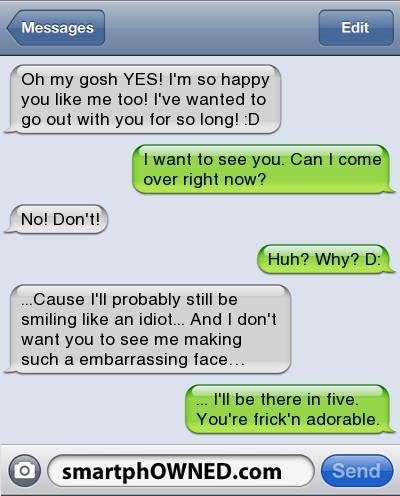 Messages
Edit
Oh my gosh YES! I'm so happy
you like me too! I've wanted to
go out with you for so long! :D
I want to see you. Can I come
over right now?
No! Don't!
Huh? Why? D:
...Cause I'll probably still be
smiling like an idiot... And I don't
want you to see me making
such a embarrassing face...
... I'll be there in five.
You're frick'n adorable.
smartphOWNED.com
Send